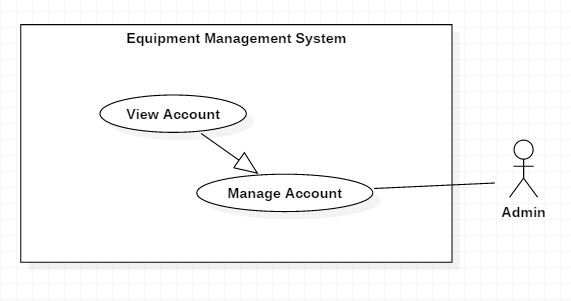 Equipment Management System
View Account
Manage Account
Admin